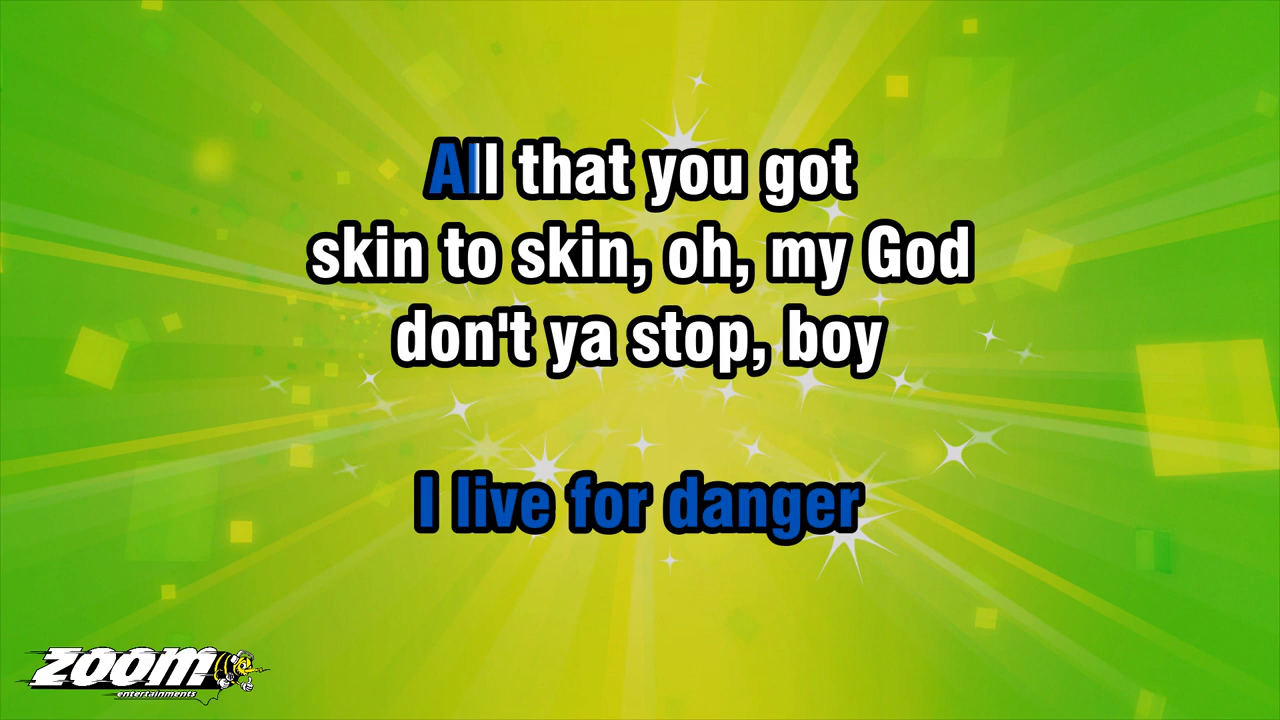 All that you got
skin to skin, oh, my God
don't ya stop, boy
I live for danger
zoom
entertainments